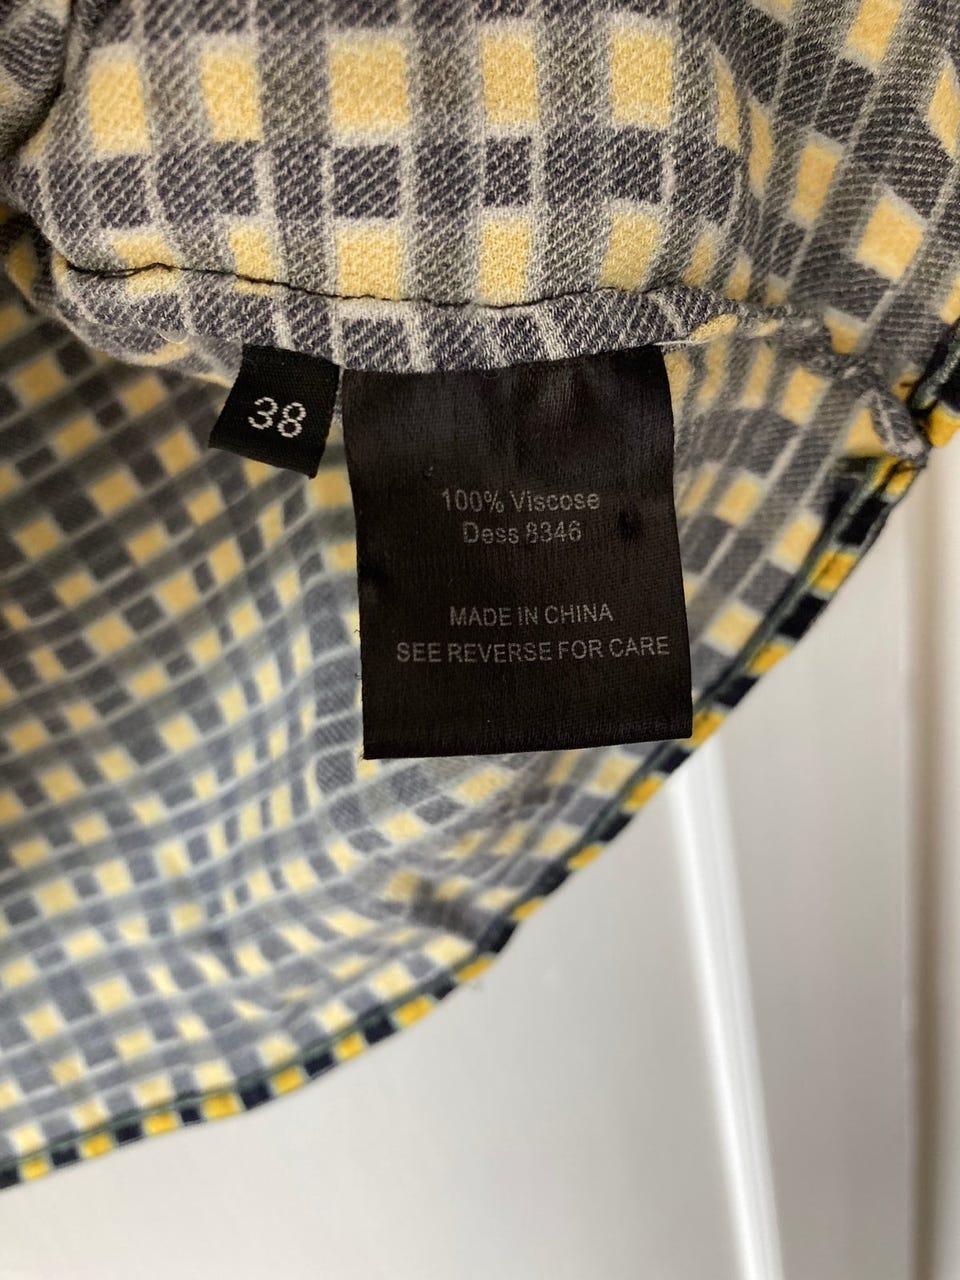 38
100% Viscose
Dess 8346
MADE IN CHINA
SEE REVERSE FOR CARE